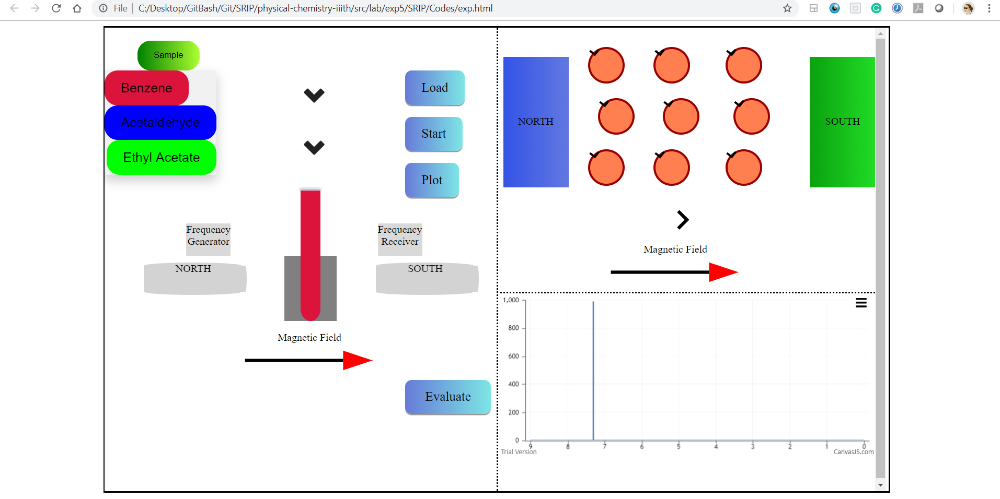 File
C:/Desktop/GitBash/Git/SRIP/physical-chemistry-iiith/src/lab/exp5/SRIP/Codes/exp.html
Sample
Benzene
Acetaldehyde
Ethyl Acetate
Load
Start
Plot
Frequency
Generator
Frequency
Receiver
NORTH
SOUTH
Magnetic Field
Evaluate
NORTH
SOUTH
Magnetic Field
1,000
800
600
400
200
0
9 8 7 6 5 4 3 2 1 0
Trial Version
CanvasJS.com